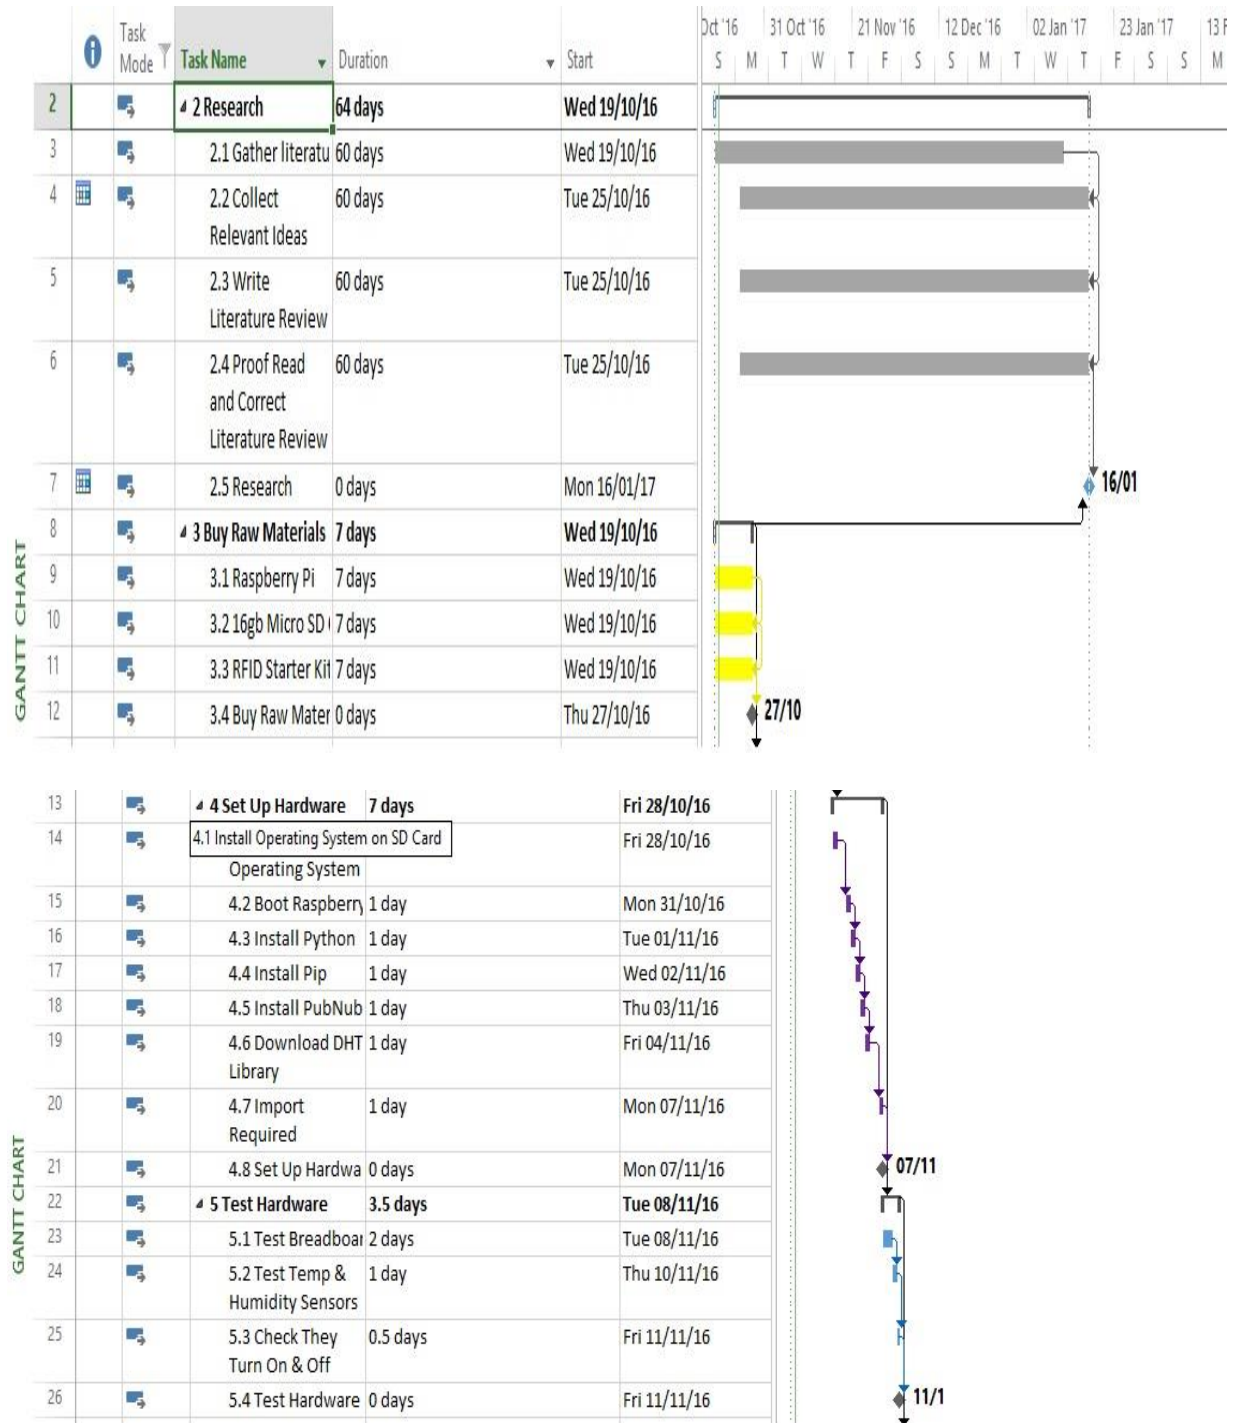 Task Mode Task Name Duration Start
Oct '16 31 Oct '16 21 Nov '16 12 Dec '16 02 Jan '17 23 Jan '17 13 F
S M T W T F S S M T W T F S S M
2 2 Research 64 days Wed 19/10/16
3 2.1 Gather literatu 60 days Wed 19/10/16
4 2.2 Collect 60 days Tue 25/10/16
Relevant Ideas
5 2.3 Write 60 days Tue 25/10/16
Literature Review
6 2.4 Proof Read 60 days Tue 25/10/16
and Correct
Literature Review
7 2.5 Research 0 days Mon 16/01/17 16/01
8 3 Buy Raw Materials 7 days Wed 19/10/16
9 3.1 Raspberry Pi 7 days Wed 19/10/16
10 3.2 16gb Micro SD 7 days Wed 19/10/16
11 3.3 RFID Starter Kit 7 days Wed 19/10/16
12 3.4 Buy Raw Mater 0 days Thu 27/10/16 27/10
GANTT CHART
13 4 Set Up Hardware 7 days Fri 28/10/16
14 4.1 Install Operating System on SD Card Fri 28/10/16
Operating System
15 4.2 Boot Raspberry 1 day Mon 31/10/16
16 4.3 Install Python 1 day Tue 01/11/16
17 4.4 Install Pip 1 day Wed 02/11/16
18 4.5 Install PubNub 1 day Thu 03/11/16
19 4.6 Download DHT 1 day Fri 04/11/16
Library
20 4.7 Import 1 day Mon 07/11/16
Required
21 4.8 Set Up Hardwa 0 days Mon 07/11/16 07/11
22 5 Test Hardware 3.5 days Tue 08/11/16
23 5.1 Test Breadboar 2 days Tue 08/11/16
24 5.2 Test Temp & 1 day Thu 10/11/16
Humidity Sensors
25 5.3 Check They 0.5 days Fri 11/11/16
Turn On & Off
26 5.4 Test Hardware 0 days Fri 11/11/16 11/1
GANTT CHART